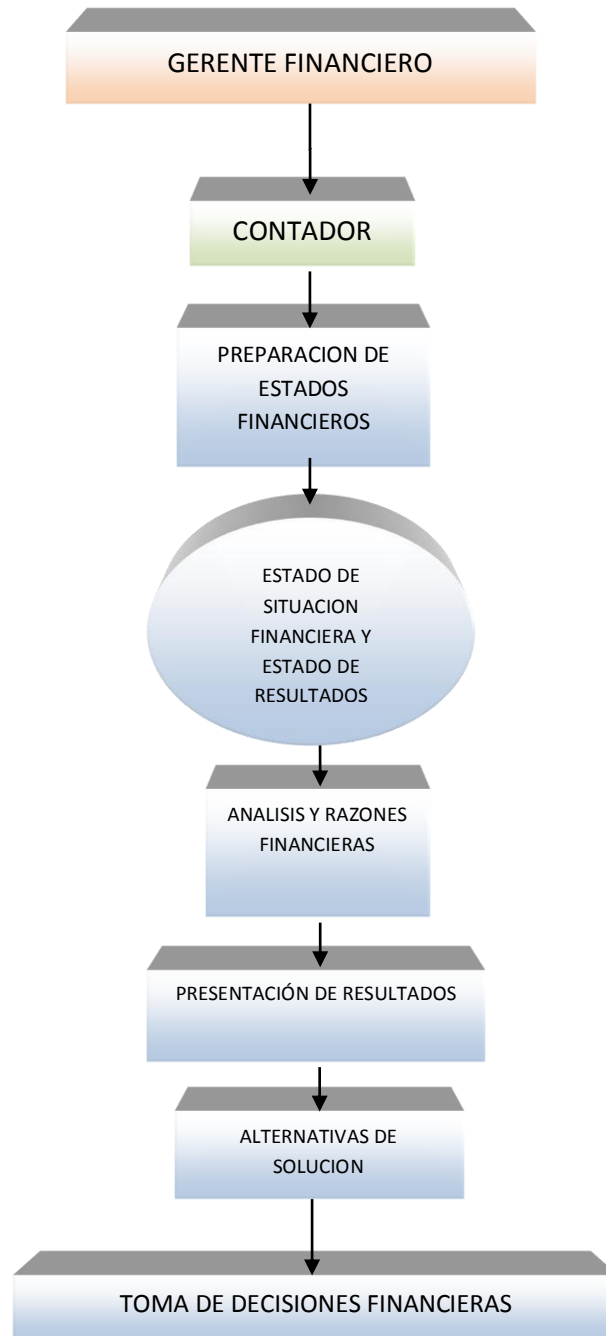 GERENTE FINANCIERO
CONTADOR
PREPARACION DE
ESTADOS
FINANCIEROS
ESTADO DE
SITUACION
FINANCIERA Y
ESTADO DE
RESULTADOS
ANALISIS Y RAZONES
FINANCIERAS
PRESENTACIÓN DE RESULTADOS
ALTERNATIVAS DE
SOLUCION
TOMA DE DECISIONES FINANCIERAS